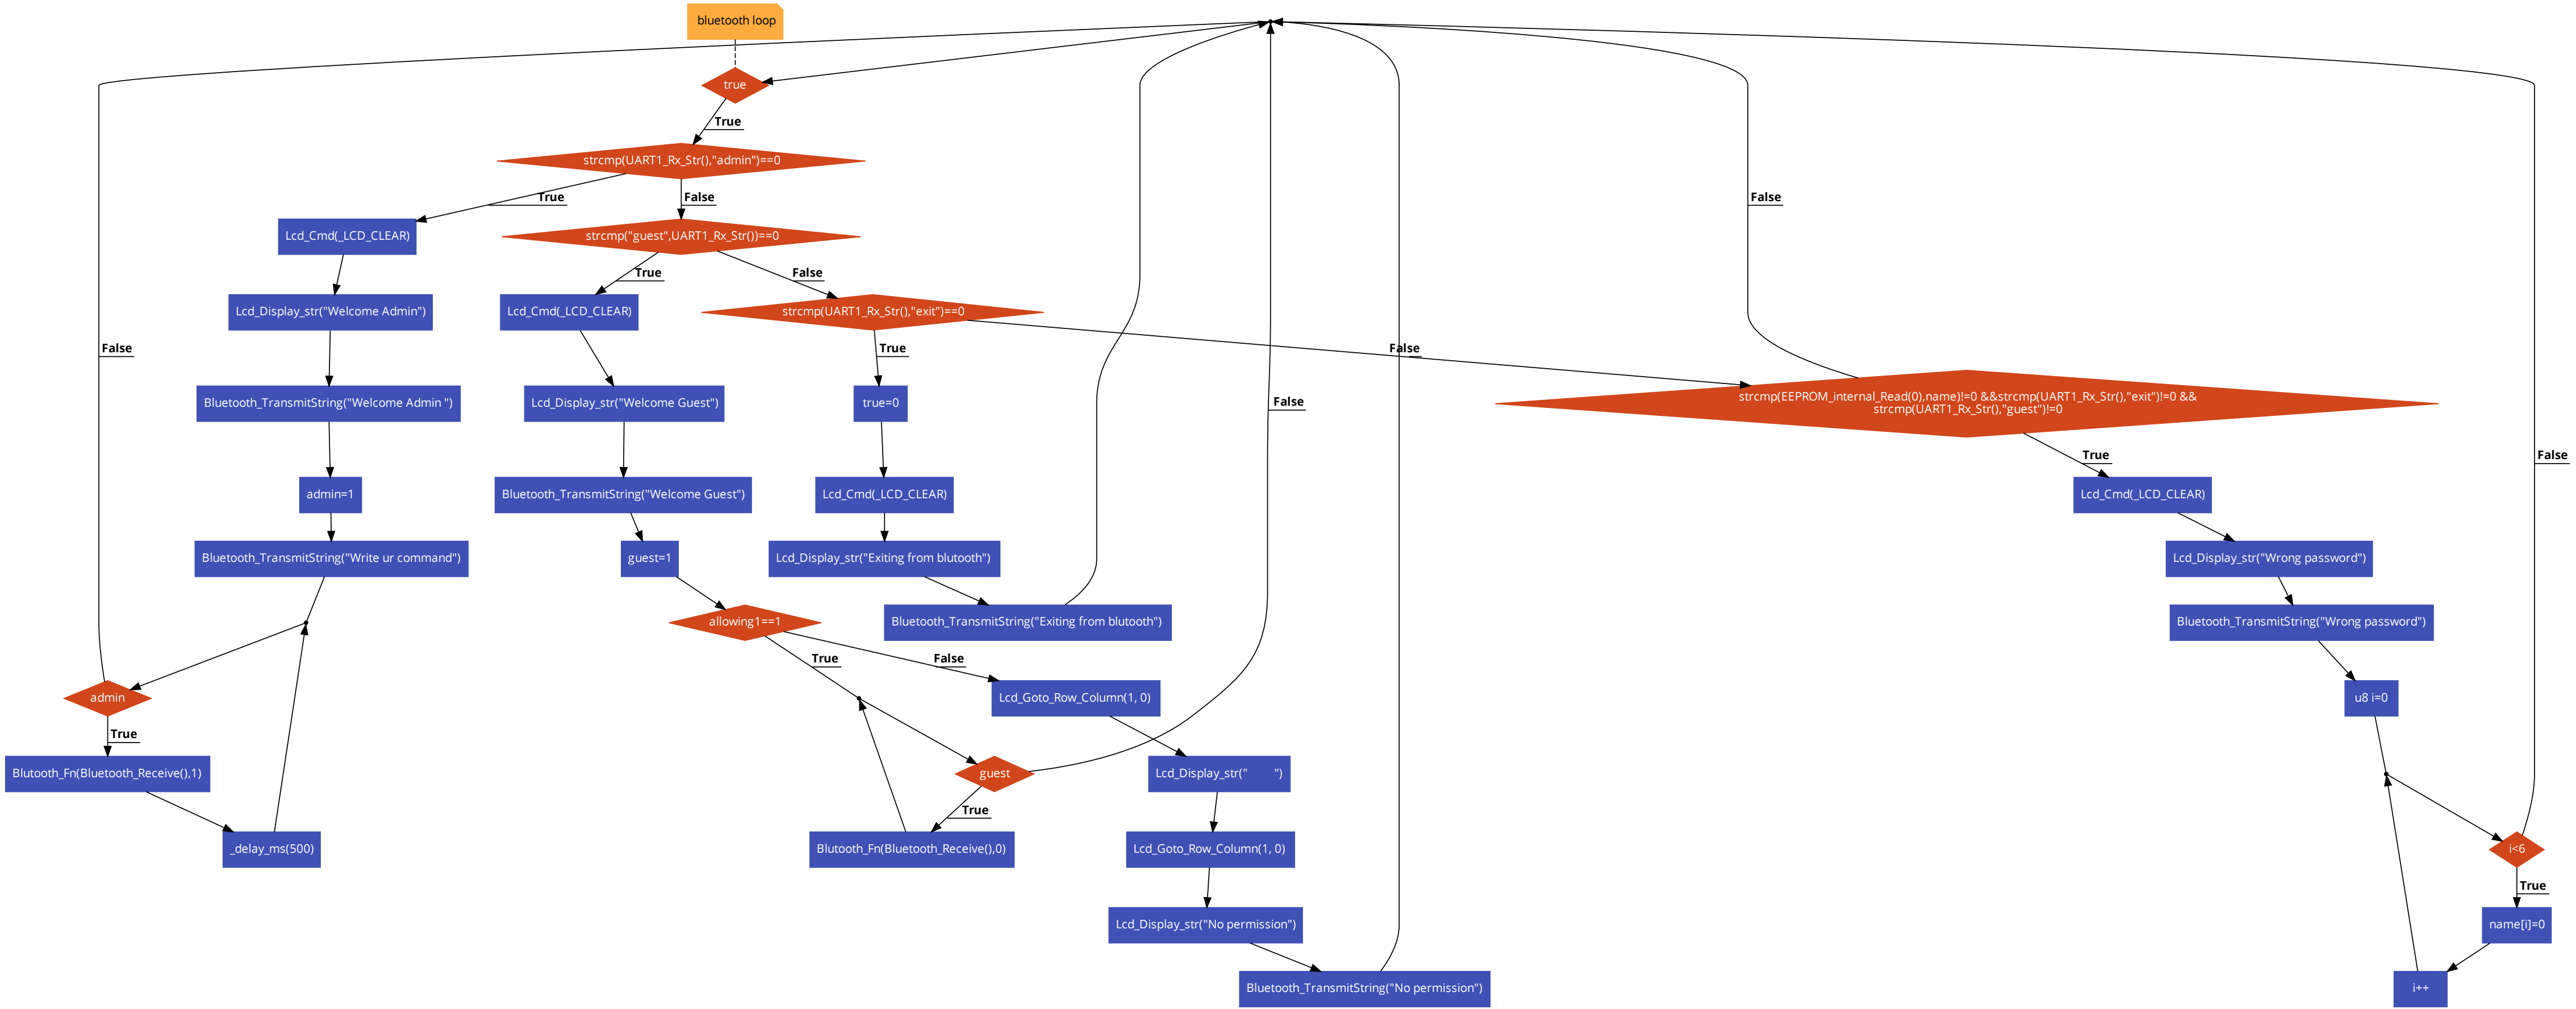 bluetooth loop
true
True
strcmp(UART1_Rx_Str(),"admin")==0
True
False
False
Lcd_Cmd(_LCD_CLEAR)
strcmp("guest",UART1_Rx_Str())==0
True
False
Lcd_Display_str("Welcome Admin")
Lcd_Cmd(_LCD_CLEAR)
strcmp(UART1_Rx_Str(),"exit")==0
False
True
False
Bluetooth_TransmitString("Welcome Admin ")
Lcd_Display_str("Welcome Guest")
true=0
False
strcmp(EEPROM_internal_Read(0),name)!=0 &&strcmp(UART1_Rx_Str(),"exit")!=0 &&
strcmp(UART1_Rx_Str(),"guest")!=0
True
False
admin=1
Bluetooth_TransmitString("Welcome Guest")
Lcd_Cmd(_LCD_CLEAR)
Lcd_Cmd(_LCD_CLEAR)
Bluetooth_TransmitString("Write ur command")
guest=1
Lcd_Display_str("Exiting from blutooth")
Lcd_Display_str("Wrong password")
allowing1==1
Bluetooth_TransmitString("Exiting from blutooth")
Bluetooth_TransmitString("Wrong password")
True
False
admin
Lcd_Goto_Row_Column(1, 0)
u8 i=0
True
Blutooth_Fn(Bluetooth_Receive(),1)
guest
Lcd_Display_str("        ")
True
_delay_ms(500)
Blutooth_Fn(Bluetooth_Receive(),0)
Lcd_Goto_Row_Column(1, 0)
i<6
True
Lcd_Display_str("No permission")
name[i]=0
Bluetooth_TransmitString("No permission")
i++